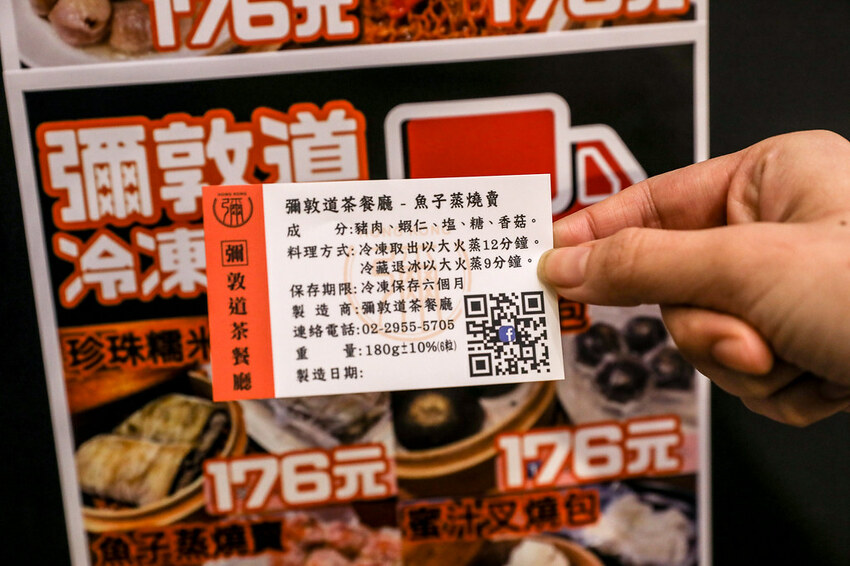 176元
176元
彌敦道
冷凍
HONG KONG
彌
彌敦道茶餐廳
彌敦道茶餐廳 - 魚子蒸燒賣
成　　分:豬肉、蝦仁、塩、糖、香菇。
料理方式:冷凍取出以大火蒸12分鐘。
冷藏退冰以大火蒸9分鐘。
保存期限:冷凍保存六個月
製 造 商:彌敦道茶餐廳
連絡電話:02-2955-5705
重　　量:180g±10%(6粒)
製造日期:
珍珠糯米
包
176元
176元
魚子蒸燒賣
蜜汁叉燒包